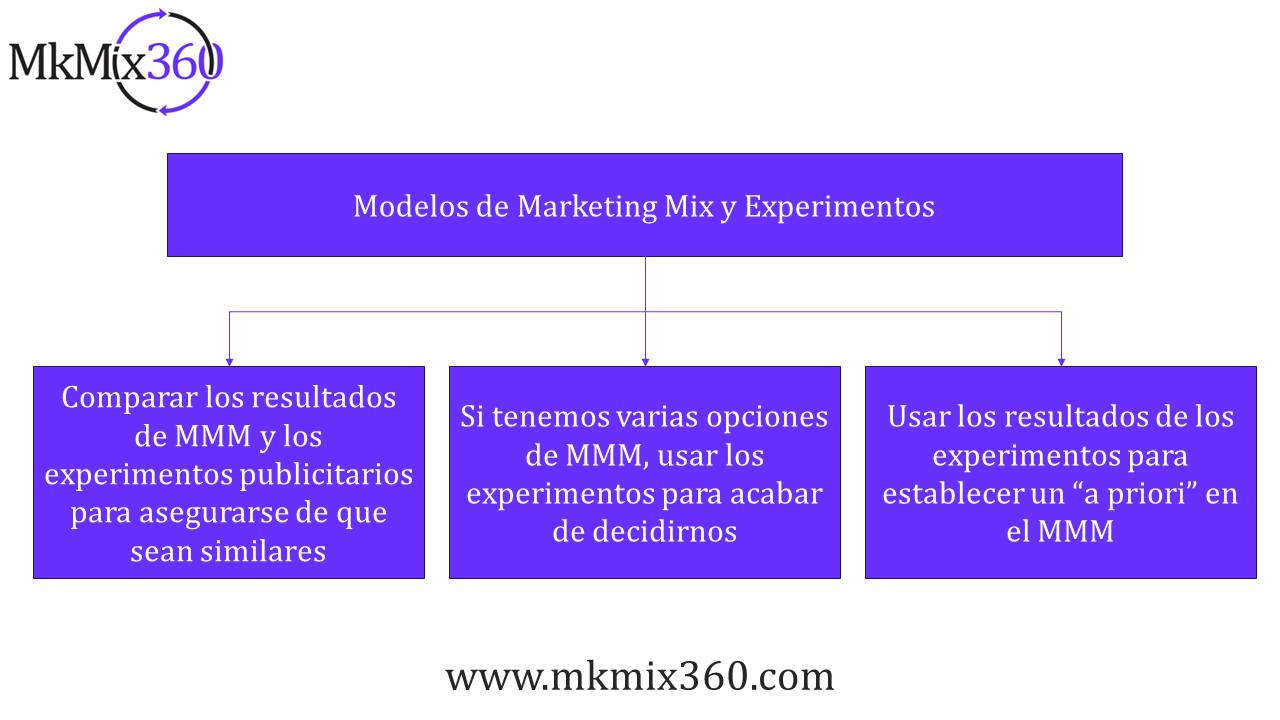 MkMix360
Modelos de Marketing Mix y Experimentos
Comparar los resultados
de MMM y los
experimentos publicitarios
para asegurarse de que
sean similares
Si tenemos varias opciones
de MMM, usar los
experimentos para acabar
de decidirnos
Usar los resultados de los
experimentos para
establecer un “a priori” en
el MMM
www.mkmix360.com